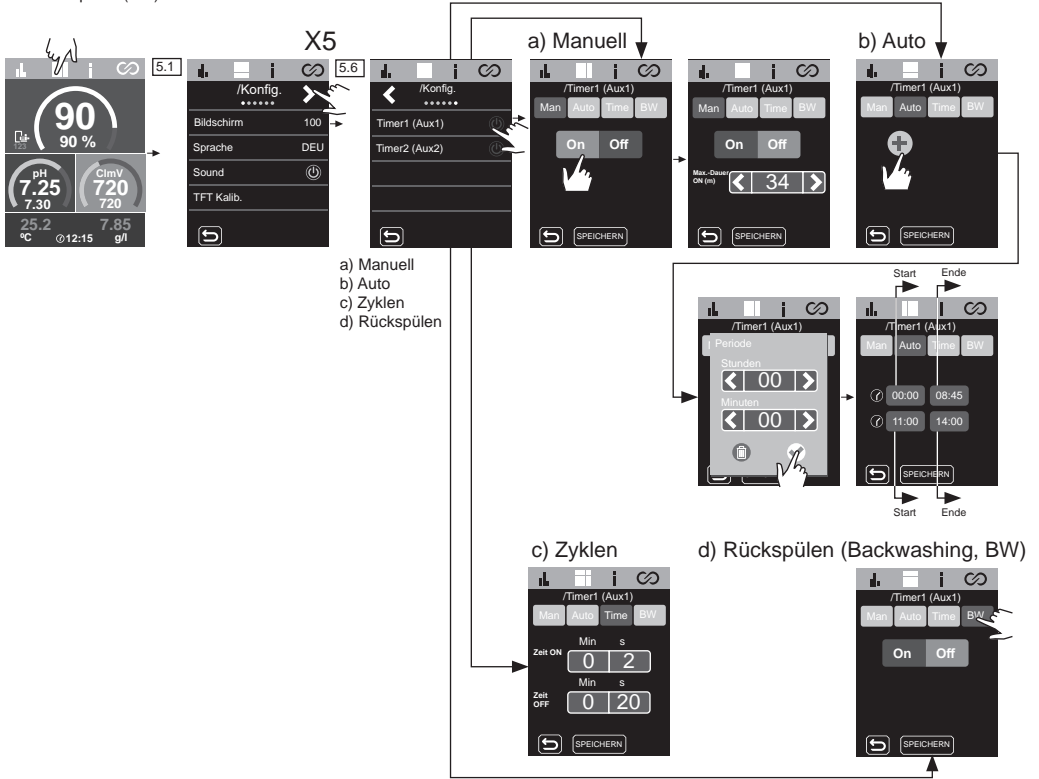 X5
a) Manuell
b) Auto
5.1
5.6
90
90 %
123
pH
7.25
7.30
ClmV
720
720
25.2
7.85
ºC
12:15
g/l
/Konfig.
Bildschirm 100
Sprache DEU
Sound
TFT Kalib.
/Konfig.
Timer1 (Aux1)
Timer2 (Aux2)
a) Manuell
b) Auto
c) Zyklen
d) Rückspülen
/Timer1 (Aux1)
Man Auto Time BW
On Off
SPEICHERN
/Timer1 (Aux1)
Man Auto Time BW
On Off
Max.-Dauer
ON (m)
34
SPEICHERN
/Timer1 (Aux1)
Man Auto Time BW
SPEICHERN
/Timer1 (Aux1)
Periode
Stunden
00
Minuten
00
Start Ende
/Timer1 (Aux1)
Man Auto Time BW
00:00 08:45
11:00 14:00
SPEICHERN
Start Ende
c) Zyklen
/Timer1 (Aux1)
Man Auto Time BW
Min s
Zeit ON
0 2
Min s
Zeit
OFF
0 20
SPEICHERN
d) Rückspülen (Backwashing, BW)
/Timer1 (Aux1)
Man Auto Time BW
On Off
SPEICHERN